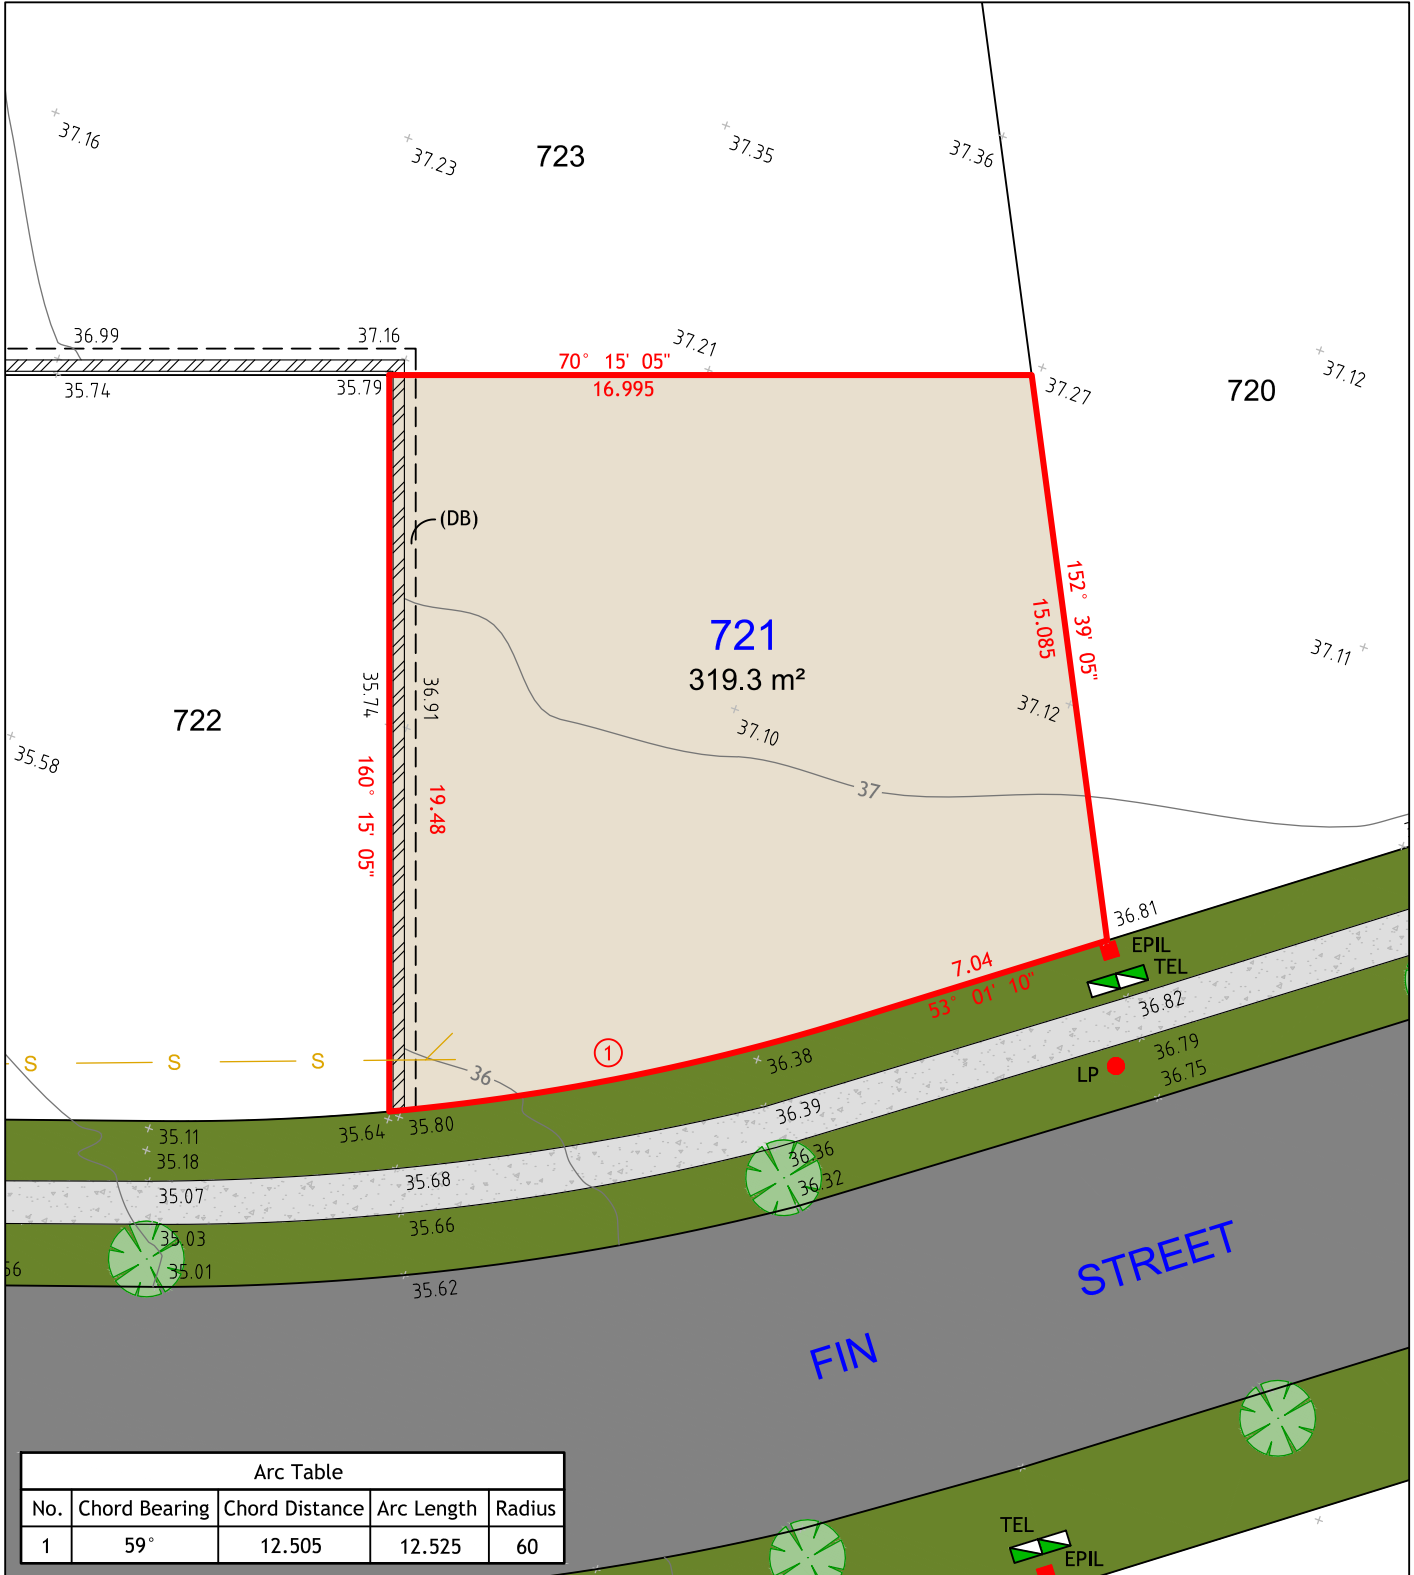 37.16
37.23
723
37.35
37.36
36.99
37.16
37.21
70° 15' 05"
16.995
35.74
35.79
37.27
37.12
720
(DB)
152° 39' 05"
15.085
721
319.3 m²
37.11
35.74
36.91
37.12
37.10
722
35.58
160° 15' 05"
19.48
37
36.81
EPIL
TEL
7.04
53° 01' 10"
36.82
36.79
36.75
LP
S
S
S
1
36
36.38
36.39
36.36
36.32
35.64
35.80
35.11
35.18
35.07
35.68
35.66
35.03
35.01
35.62
66
FIN STREET
Arc Table
No. Chord Bearing Chord Distance Arc Length Radius
1 59° 12.505 12.525 60
TEL
EPIL